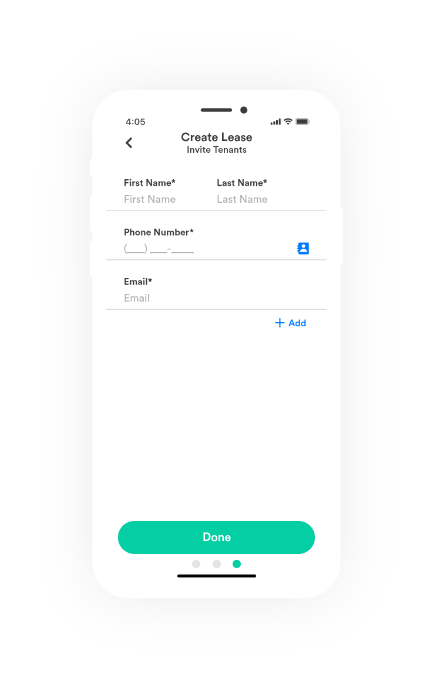 4:05
Create Lease
Invite Tenants
First Name* Last Name*
First Name Last Name
Phone Number*
(___) ___-____
Email*
Email
+ Add
Done